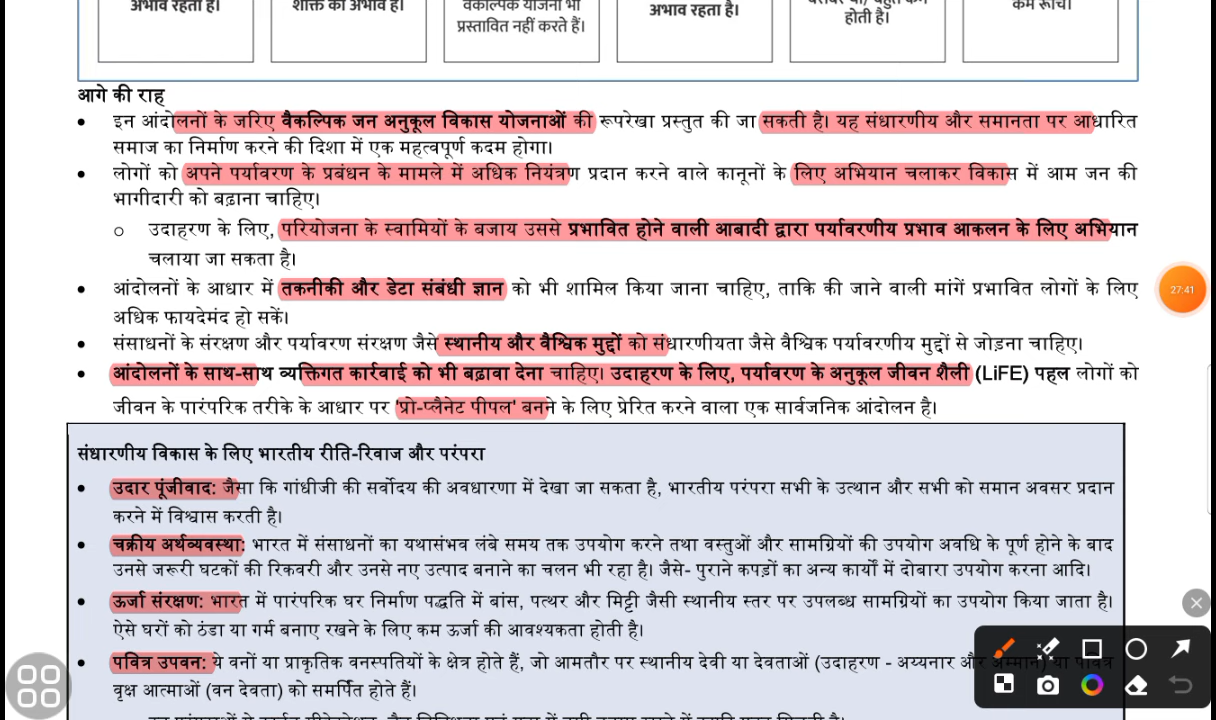 अभाव रहता है।
शक्ति का अभाव है।
वैकल्पिक योजना भी
प्रस्तावित नहीं करते हैं।
अभाव रहता है।
होती है।
कम रूचि।
आगे की राह
• इन आंदोलनों के जरिए वैकल्पिक जन अनुकूल विकास योजनाओं की रूपरेखा प्रस्तुत की जा सकती है। यह संधारणीय और समानता पर आधारित
समाज का निर्माण करने की दिशा में एक महत्वपूर्ण कदम होगा।
• लोगों को अपने पर्यावरण के प्रबंधन के मामले में अधिक नियंत्रण प्रदान करने वाले कानूनों के लिए अभियान चलाकर विकास में आम जन की
भागीदारी को बढ़ाना चाहिए।
o उदाहरण के लिए, परियोजना के स्वामियों के बजाय उससे प्रभावित होने वाली आबादी द्वारा पर्यावरणीय प्रभाव आकलन के लिए अभियान
चलाया जा सकता है।
• आंदोलनों के आधार में तकनीकी और डेटा संबंधी ज्ञान को भी शामिल किया जाना चाहिए, ताकि की जाने वाली मांगें प्रभावित लोगों के लिए
अधिक फायदेमंद हो सकें।
• संसाधनों के संरक्षण और पर्यावरण संरक्षण जैसे स्थानीय और वैश्विक मुद्दों को संधारणीयता जैसे वैश्विक पर्यावरणीय मुद्दों से जोड़ना चाहिए।
• आंदोलनों के साथ-साथ व्यक्तिगत कार्रवाई को भी बढ़ावा देना चाहिए। उदाहरण के लिए, पर्यावरण के अनुकूल जीवन शैली (LiFE) पहल लोगों को
जीवन के पारंपरिक तरीके के आधार पर 'प्रो-प्लैनेट पीपल' बनने के लिए प्रेरित करने वाला एक सार्वजनिक आंदोलन है।
27:41
संधारणीय विकास के लिए भारतीय रीति-रिवाज और परंपरा
• उदार पूंजीवाद: जैसा कि गांधीजी की सर्वोदय की अवधारणा में देखा जा सकता है, भारतीय परंपरा सभी के उत्थान और सभी को समान अवसर प्रदान
करने में विश्वास करती है।
• चक्रीय अर्थव्यवस्था: भारत में संसाधनों का यथासंभव लंबे समय तक उपयोग करने तथा वस्तुओं और सामग्रियों की उपयोग अवधि के पूर्ण होने के बाद
उनसे जरूरी घटकों की रिकवरी और उनसे नए उत्पाद बनाने का चलन भी रहा है। जैसे- पुराने कपड़ों का अन्य कार्यों में दोबारा उपयोग करना आदि।
• ऊर्जा संरक्षण: भारत में पारंपरिक घर निर्माण पद्धति में बांस, पत्थर और मिट्टी जैसी स्थानीय स्तर पर उपलब्ध सामग्रियों का उपयोग किया जाता है।
ऐसे घरों को ठंडा या गर्म बनाए रखने के लिए कम ऊर्जा की आवश्यकता होती है।
• पवित्र उपवन: ये वनों या प्राकृतिक वनस्पतियों के क्षेत्र होते हैं, जो आमतौर पर स्थानीय देवी या देवताओं (उदाहरण - अय्यनार और अम्मान) या पवित्र
वृक्ष आत्माओं (वन देवता) को समर्पित होते हैं।